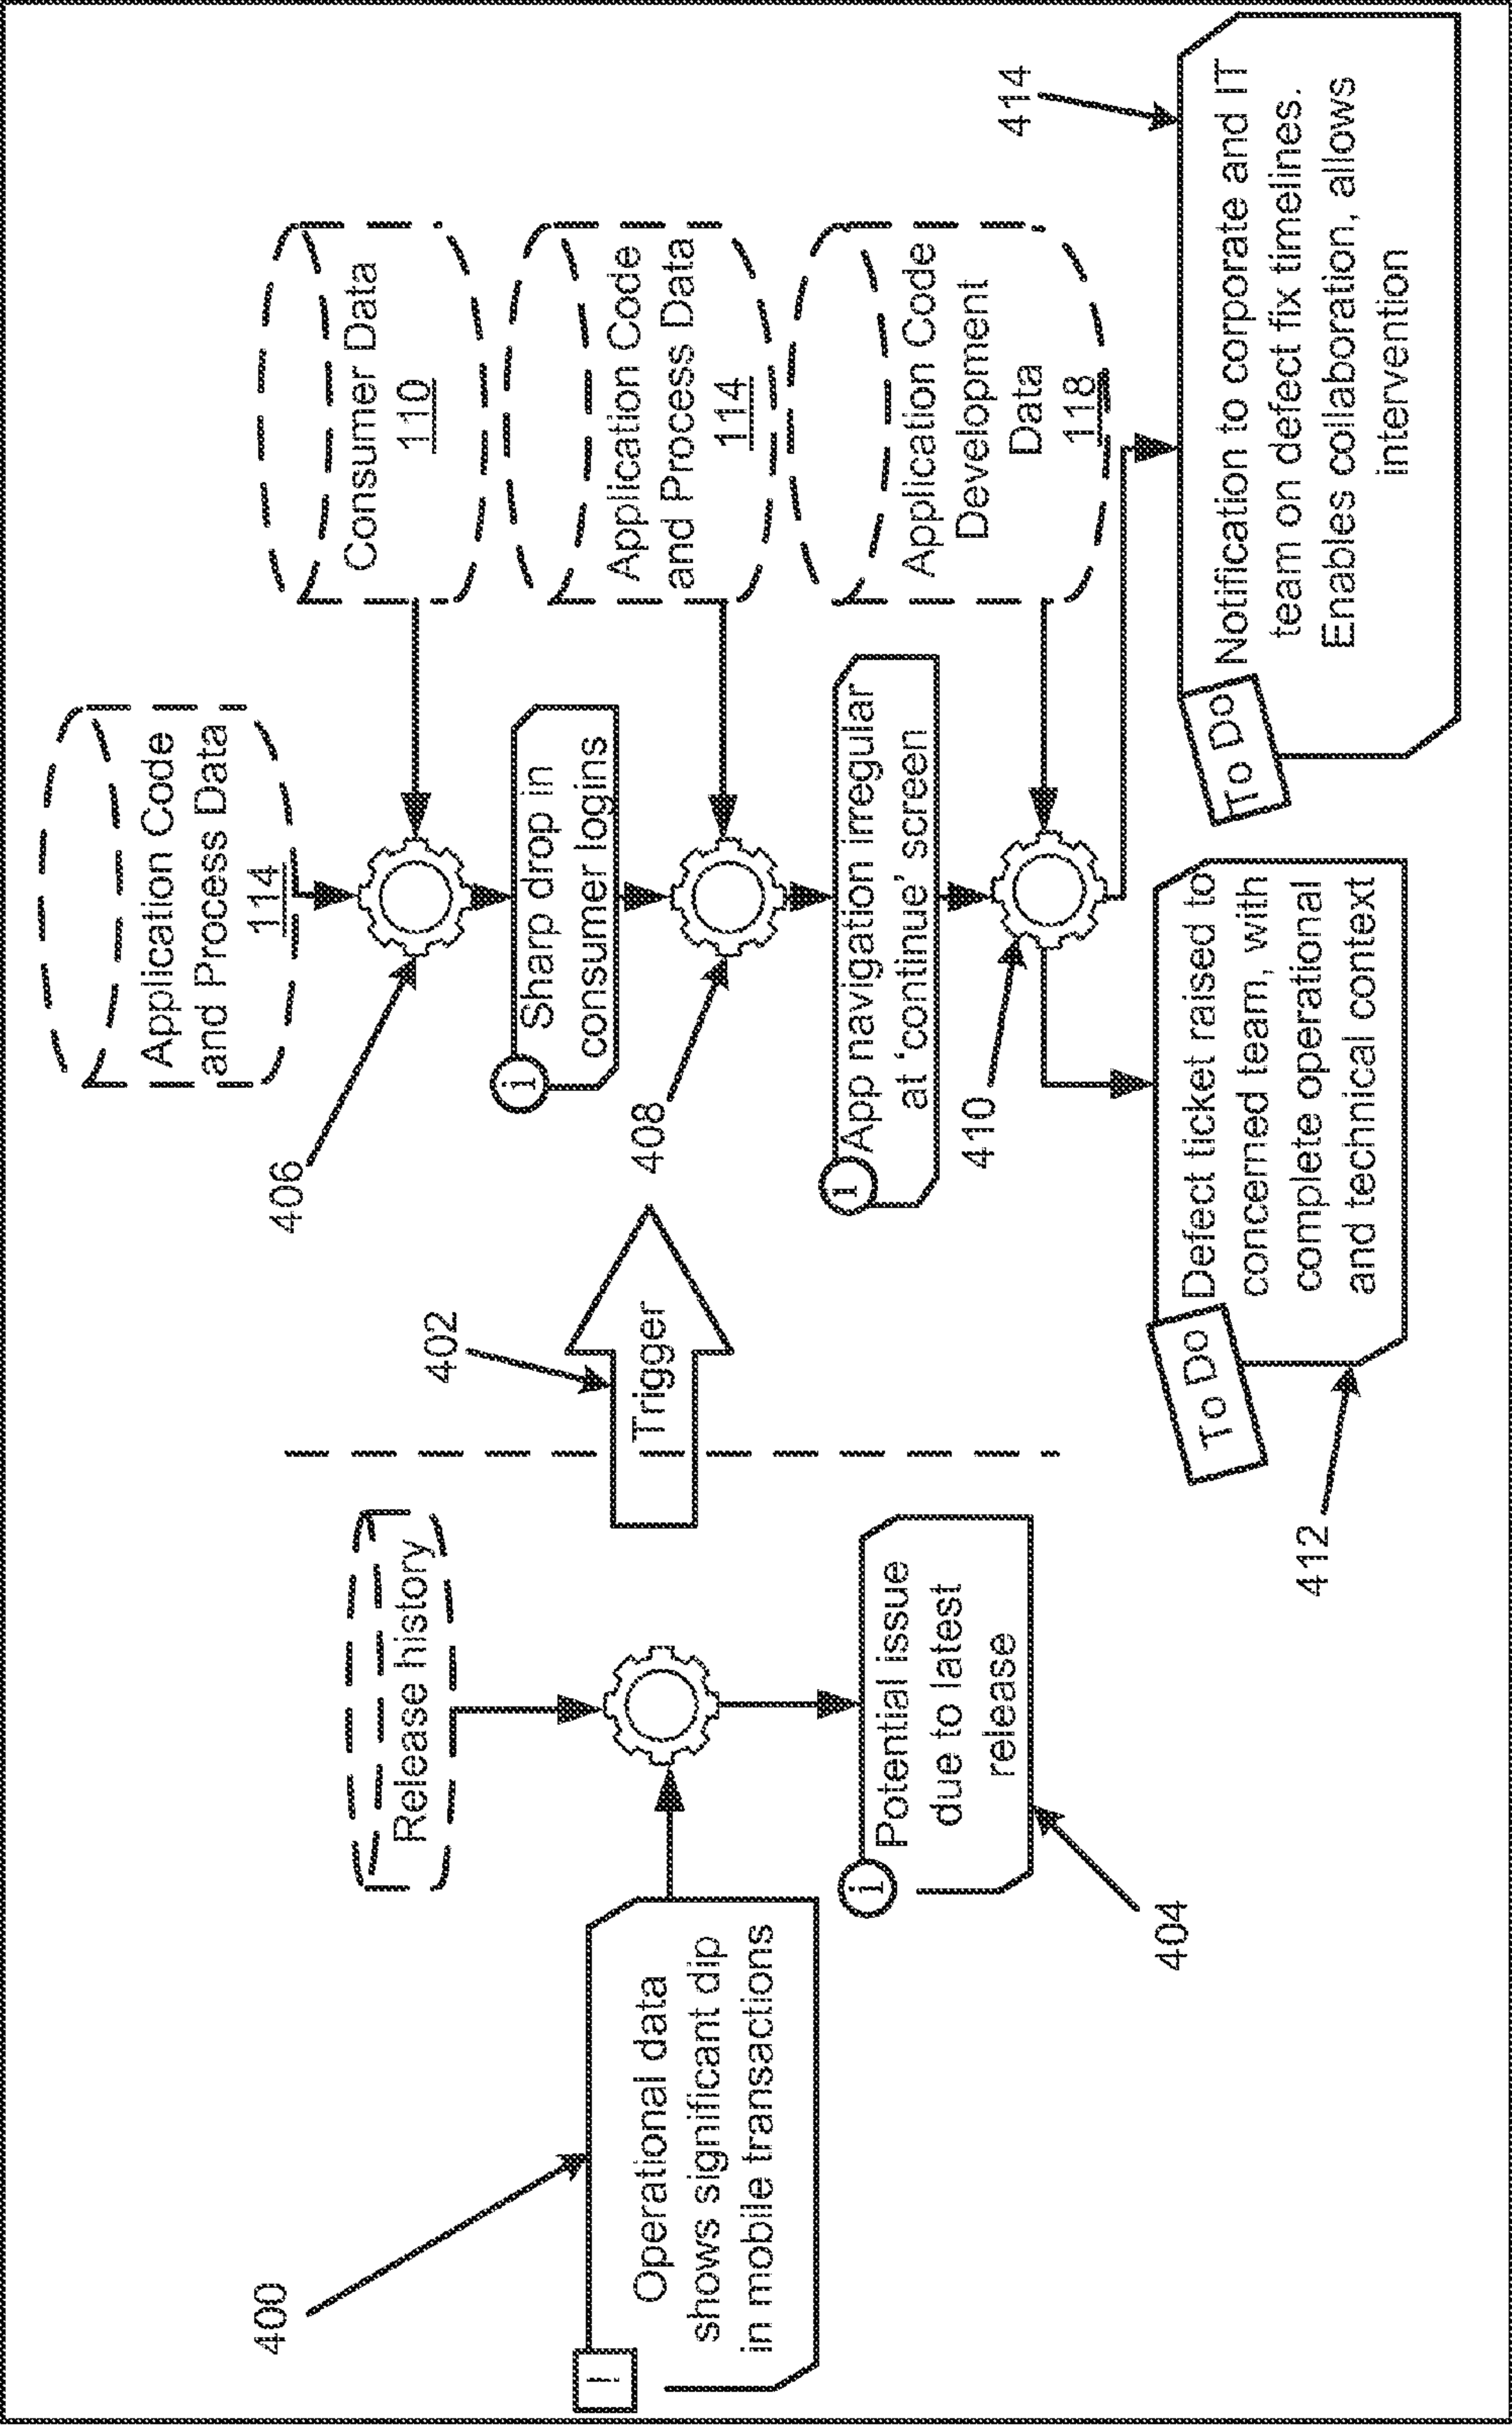 400
!
Operational data
shows significant dip
in mobile transactions
Release history
i
Potential issue
due to latest
release
404
402
Trigger
Application Code
and Process Data
114
406
Consumer Data
110
i
Sharp drop in
consumer logins
408
Application Code
and Process Data
114
i
App navigation irregular
at ‘continue’ screen
410
Application Code
Development
Data
118
To Do
Defect ticket raised to
concerned team, with
complete operational
and technical context
412
To Do
Notification to corporate and IT
team on defect fix timelines.
Enables collaboration, allows
intervention
414